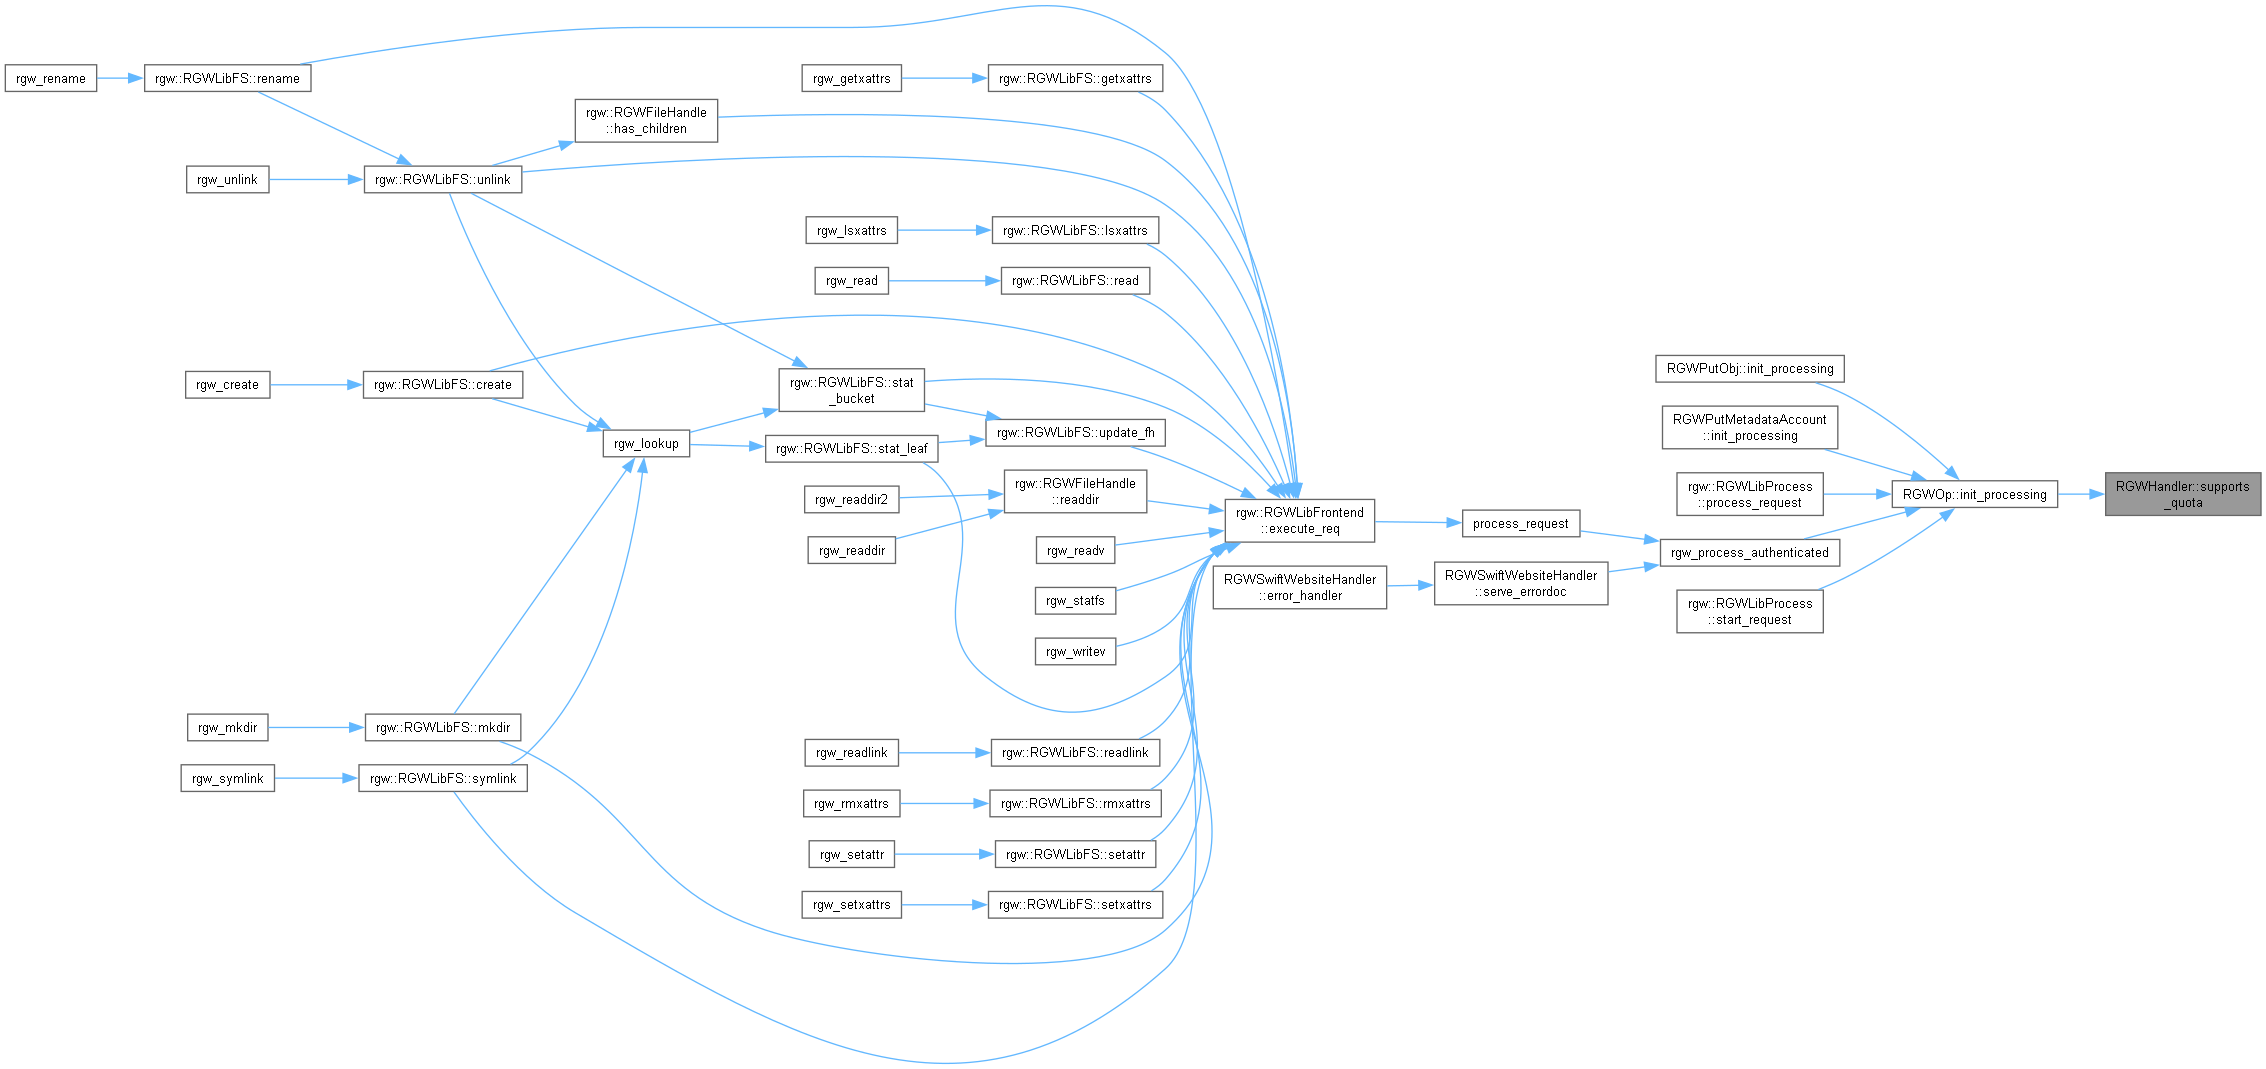 rgw_rename
rgw::RGWLibFS::rename
rgw_getxattrs
rgw::RGWLibFS::getxattrs
rgw::RGWFileHandle
::has_children
rgw_unlink
rgw::RGWLibFS::unlink
rgw_lsxattrs
rgw::RGWLibFS::lsxattrs
rgw_read
rgw::RGWLibFS::read
rgw_create
rgw::RGWLibFS::create
rgw::RGWLibFS::stat
_bucket
rgw_lookup
rgw::RGWLibFS::stat_leaf
rgw::RGWLibFS::update_fh
rgw_readdir2
rgw::RGWFileHandle
::readdir
rgw_readdir
rgw_readv
rgw_statfs
rgw_writev
rgw::RGWLibFrontend
::execute_req
RGWSwiftWebsiteHandler
::error_handler
process_request
RGWSwiftWebsiteHandler
::serve_errordoc
RGWPutObj::init_processing
RGWPutMetadataAccount
::init_processing
rgw::RGWLibProcess
::process_request
rgw_process_authenticated
rgw::RGWLibProcess
::start_request
RGWOp::init_processing
RGWHandler::supports
_quota
rgw_mkdir
rgw::RGWLibFS::mkdir
rgw_symlink
rgw::RGWLibFS::symlink
rgw_readlink
rgw::RGWLibFS::readlink
rgw_rmxattrs
rgw::RGWLibFS::rmxattrs
rgw_setattr
rgw::RGWLibFS::setattr
rgw_setxattrs
rgw::RGWLibFS::setxattrs